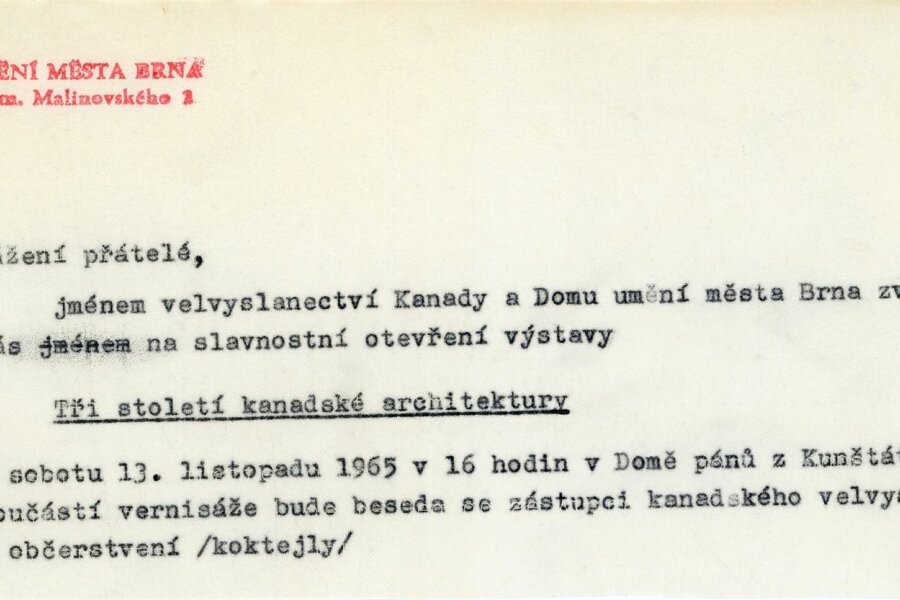 ĚNÍ MĚSTA BRNA
m. Malinovského 2
ážení přátelé,
jménem velvyslanectví Kanady a Domu umění města Brna zv
ás jménem na slavnostní otevření výstavy
Tři století kanadské architektury
sobotu 13. listopadu 1965 v 16 hodin v Domě pánů z Kunštát
oučástí vernisáže bude beseda se zástupci kanadského velvys
občerstvení /koktejly/